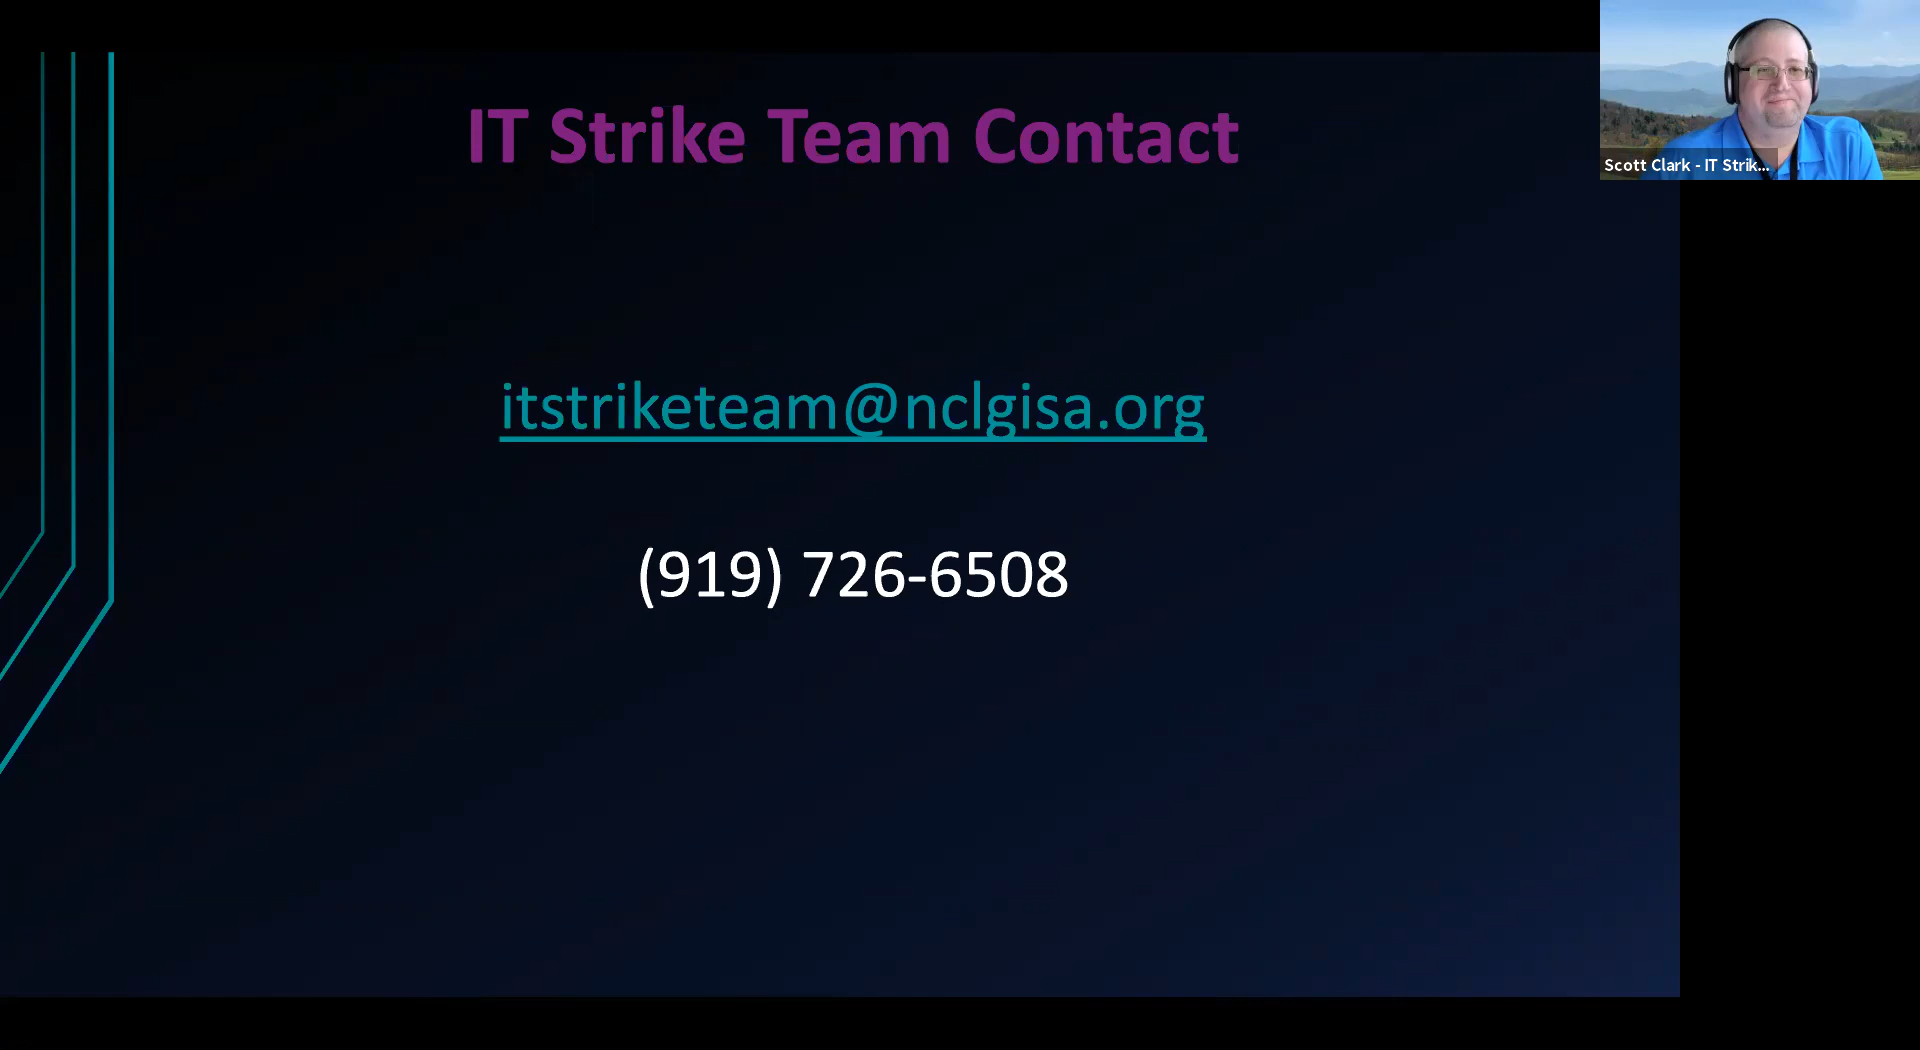 IT Strike Team Contact
Scott Clark - IT Strik...
itstriketeam@nclgisa.org
(919) 726-6508